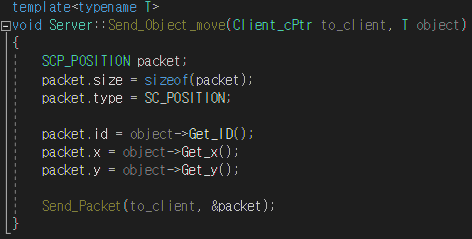 template<typename T>
void Server::Send_Object_move(Client_cPtr to_client, T object)
{
SCP_POSITION packet;
packet.size = sizeof(packet);
packet.type = SC_POSITION;
packet.id = object->Get_ID();
packet.x = object->Get_x();
packet.y = object->Get_y();
Send_Packet(to_client, &packet);
}